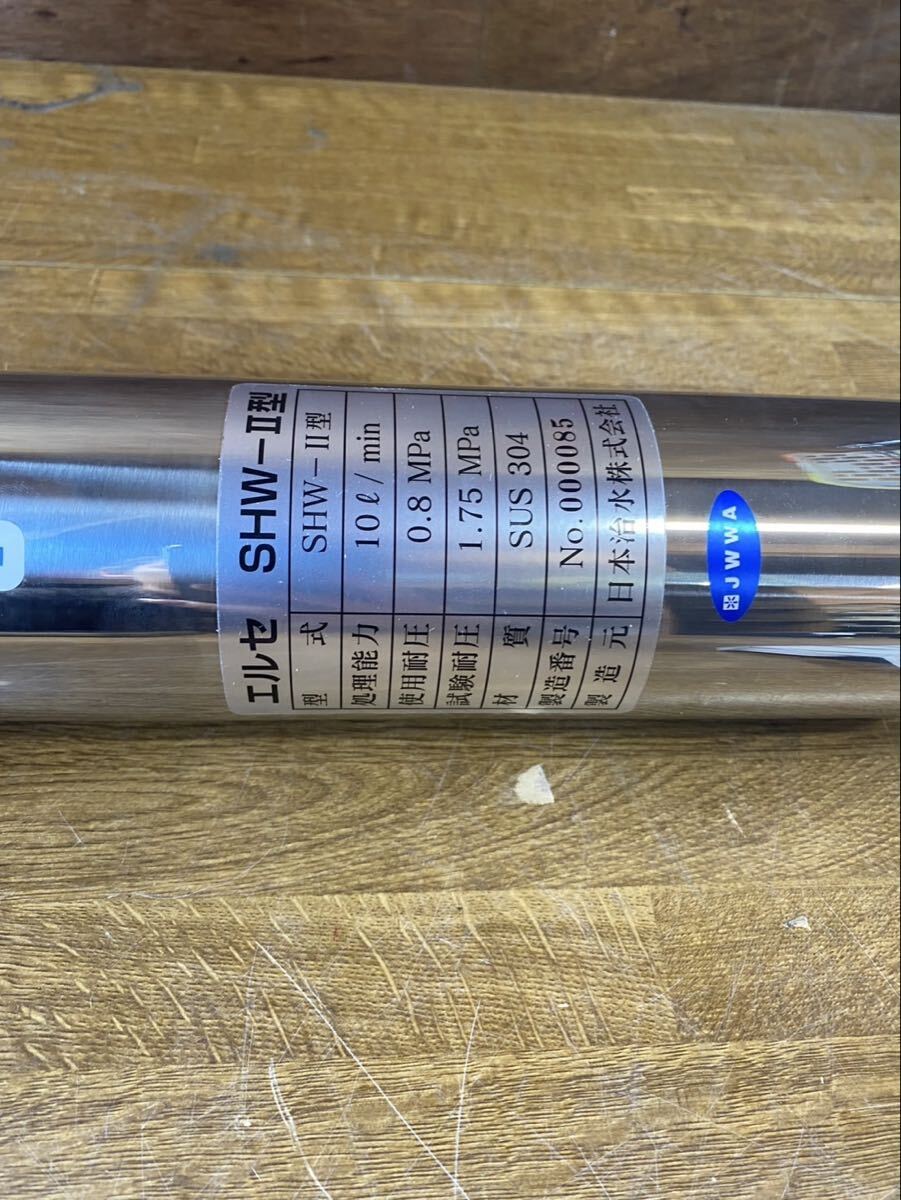 エルセ SHW-Ⅱ型
型式 SHW-Ⅱ型
処理能力 10ℓ/min
使用耐圧 0.8 MPa
試験耐圧 1.75 MPa
材質 SUS 304
製造番号 No.000085
製造元 日本治水株式会社
JWWA